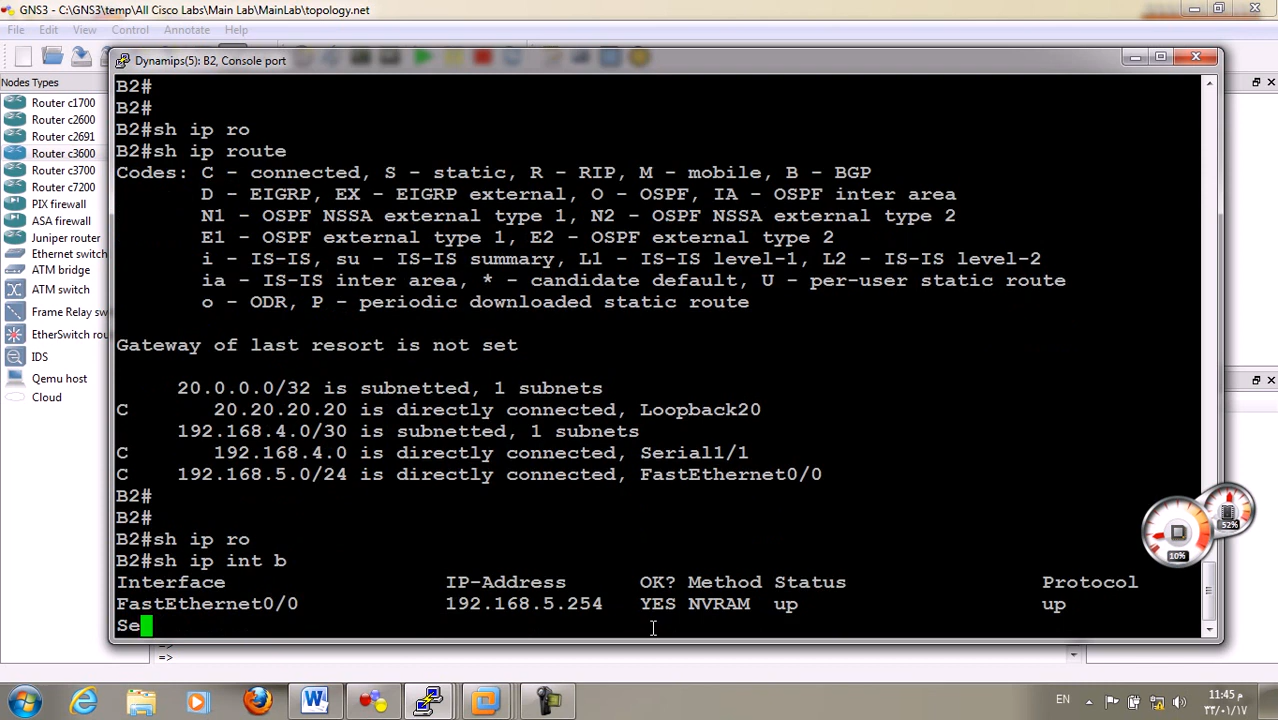 GNS3 - C:\GNS3\temp\All Cisco Labs\Main Lab\MainLab\topology.net
File Edit View Control Annotate Help
Dynamips(5): B2, Console port
Nodes Types
Router c1700
Router c2600
Router c2691
Router c3600
Router c3700
Router c7200
PIX firewall
ASA firewall
Juniper router
Ethernet switch
ATM bridge
ATM switch
Frame Relay sw
EtherSwitch rou
IDS
Qemu host
Cloud
B2#
B2#
B2#sh ip ro
B2#sh ip route
Codes: C - connected, S - static, R - RIP, M - mobile, B - BGP
D - EIGRP, EX - EIGRP external, O - OSPF, IA - OSPF inter area
N1 - OSPF NSSA external type 1, N2 - OSPF NSSA external type 2
E1 - OSPF external type 1, E2 - OSPF external type 2
i - IS-IS, su - IS-IS summary, L1 - IS-IS level-1, L2 - IS-IS level-2
ia - IS-IS inter area, * - candidate default, U - per-user static route
o - ODR, P - periodic downloaded static route
Gateway of last resort is not set
20.0.0.0/32 is subnetted, 1 subnets
C 20.20.20.20 is directly connected, Loopback20
192.168.4.0/30 is subnetted, 1 subnets
C 192.168.4.0 is directly connected, Serial1/1
C 192.168.5.0/24 is directly connected, FastEthernet0/0
B2#
B2#
B2#sh ip ro
B2#sh ip int b
Interface IP-Address OK? Method Status Protocol
FastEthernet0/0 192.168.5.254 YES NVRAM up up
Se
=>
=>
52%
10%
EN
11:45 م
٣٣/٠١/١٧